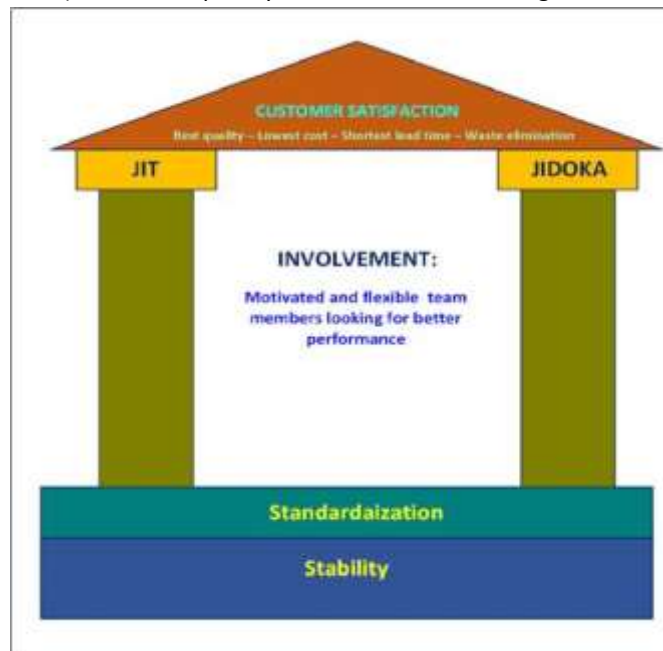 CUSTOMER SATISFACTION
Best quality – Lowest cost – Shortest lead time – Waste elimination
JIT
JIDOKA
INVOLVEMENT:
Motivated and flexible team
members looking for better
performance
Standardaization
Stability